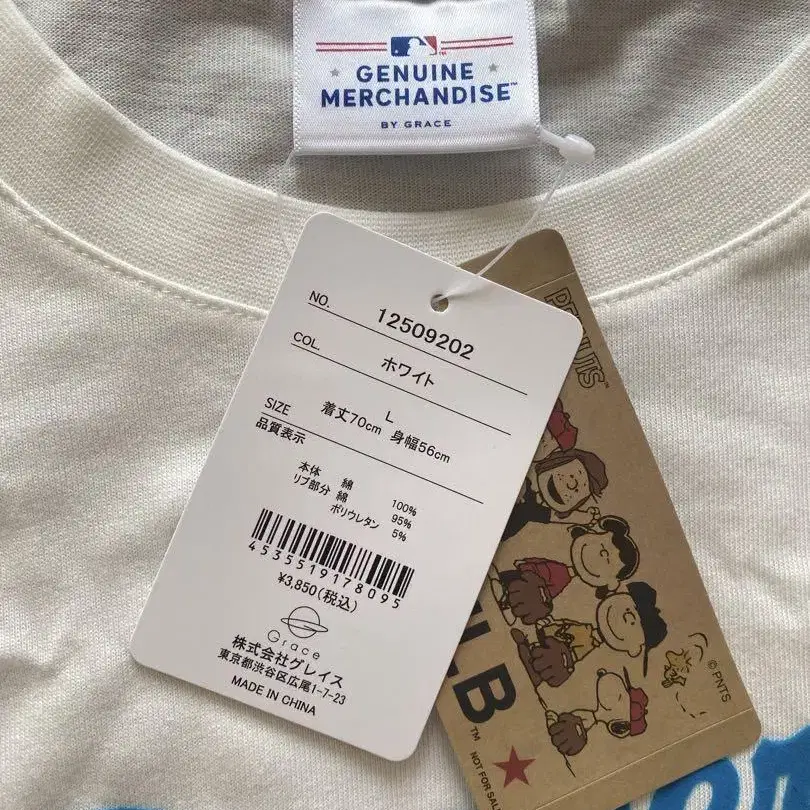 GENUINE
MERCHANDISE™
BY GRACE
NO. 12509202
COL. ホワイト
SIZE L
着丈70cm 身幅56cm
品質表示
本体 綿 100%
リブ部分 綿 95%
ポリウレタン 5%
4535519178095
¥3,850(税込)
Grace
株式会社グレイス
東京都渋谷区広尾1-7-23
MADE IN CHINA
PEANUTS™
© PNTS
LB™
NOT FOR SAL